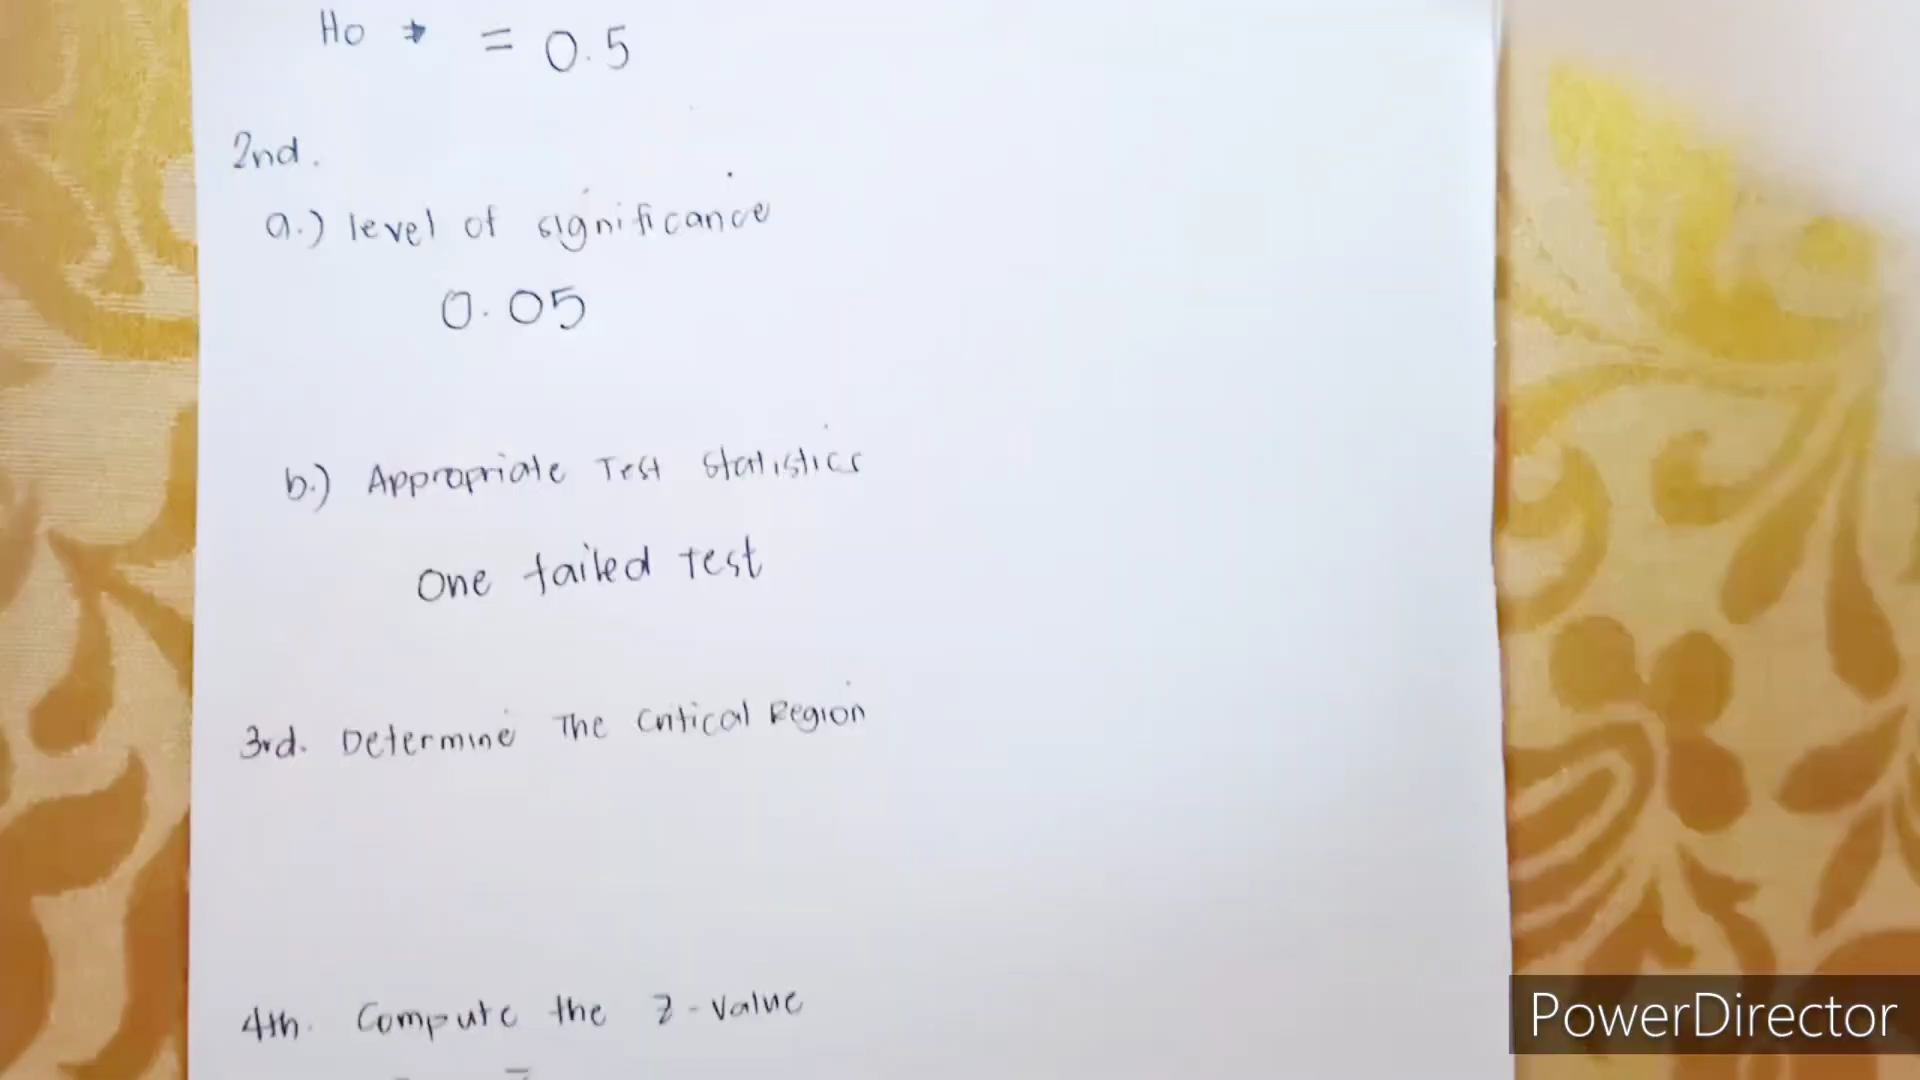 Ho → = 0.5
2nd.
a.) level of significance
0.05
b.) Appropriate Test Statistics
One tailed Test
3rd. Determine The Critical Region
4th. Compute the Z-Value
PowerDirector